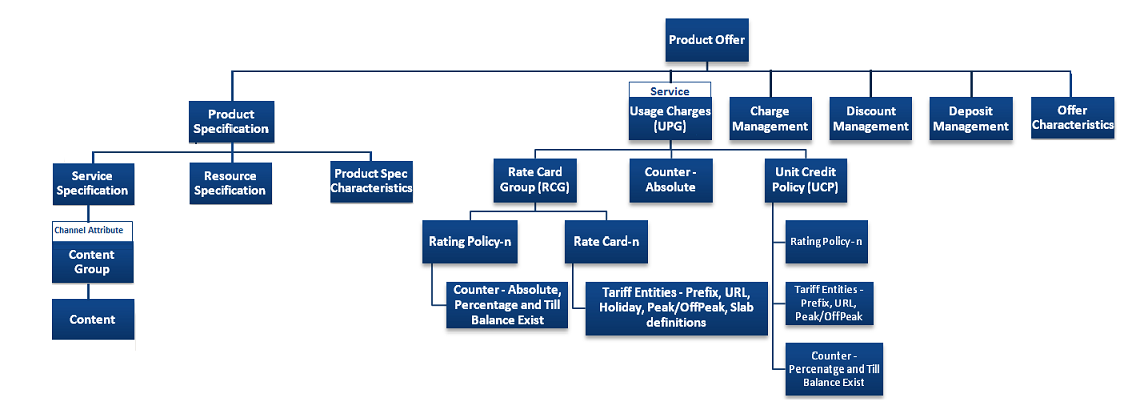 Product Offer
Product
Specification
Service
Usage Charges
(UPG)
Charge
Management
Discount
Management
Deposit
Management
Offer
Characteristics
Service
Specification
Resource
Specification
Product Spec
Characteristics
Rate Card
Group (RCG)
Counter -
Absolute
Unit Credit
Policy (UCP)
Channel Attribute
Content
Group
Content
Rating Policy-n
Rate Card-n
Rating Policy-n
Counter - Absolute,
Percentage and Till
Balance Exist
Tariff Entities - Prefix, URL,
Holiday, Peak/OffPeak, Slab
definitions
Tariff Entities -
Prefix, URL,
Peak/OffPeak
Counter -
Percenatge and Till
Balance Exist